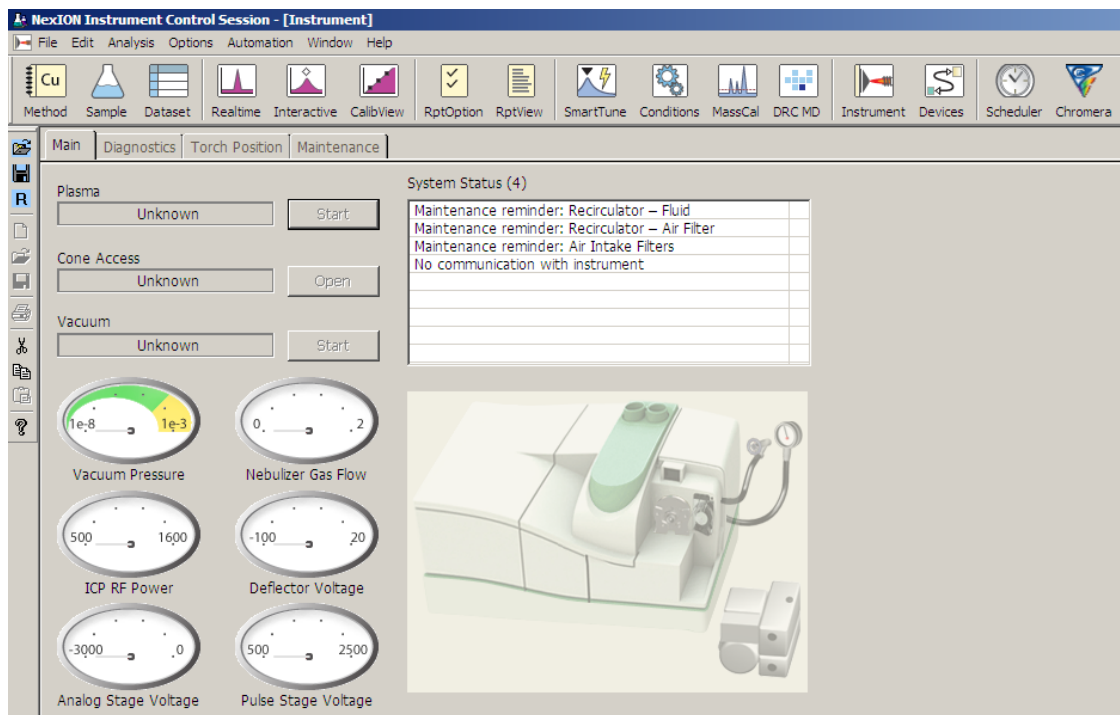 NexION Instrument Control Session - [Instrument]
File Edit Analysis Options Automation Window Help
Cu
Method Sample Dataset Realtime Interactive CalibView RptOption RptView SmartTune Conditions MassCal DRC MD Instrument Devices Scheduler Chromera
R
Main Diagnostics Torch Position Maintenance
Plasma
Unknown Start
Cone Access
Unknown Open
Vacuum
Unknown Start
System Status (4)
Maintenance reminder: Recirculator – Fluid
Maintenance reminder: Recirculator – Air Filter
Maintenance reminder: Air Intake Filters
No communication with instrument
1e-8 1e-3
Vacuum Pressure
0 2
Nebulizer Gas Flow
500 1600
ICP RF Power
-100 20
Deflector Voltage
-3000 0
Analog Stage Voltage
500 2500
Pulse Stage Voltage